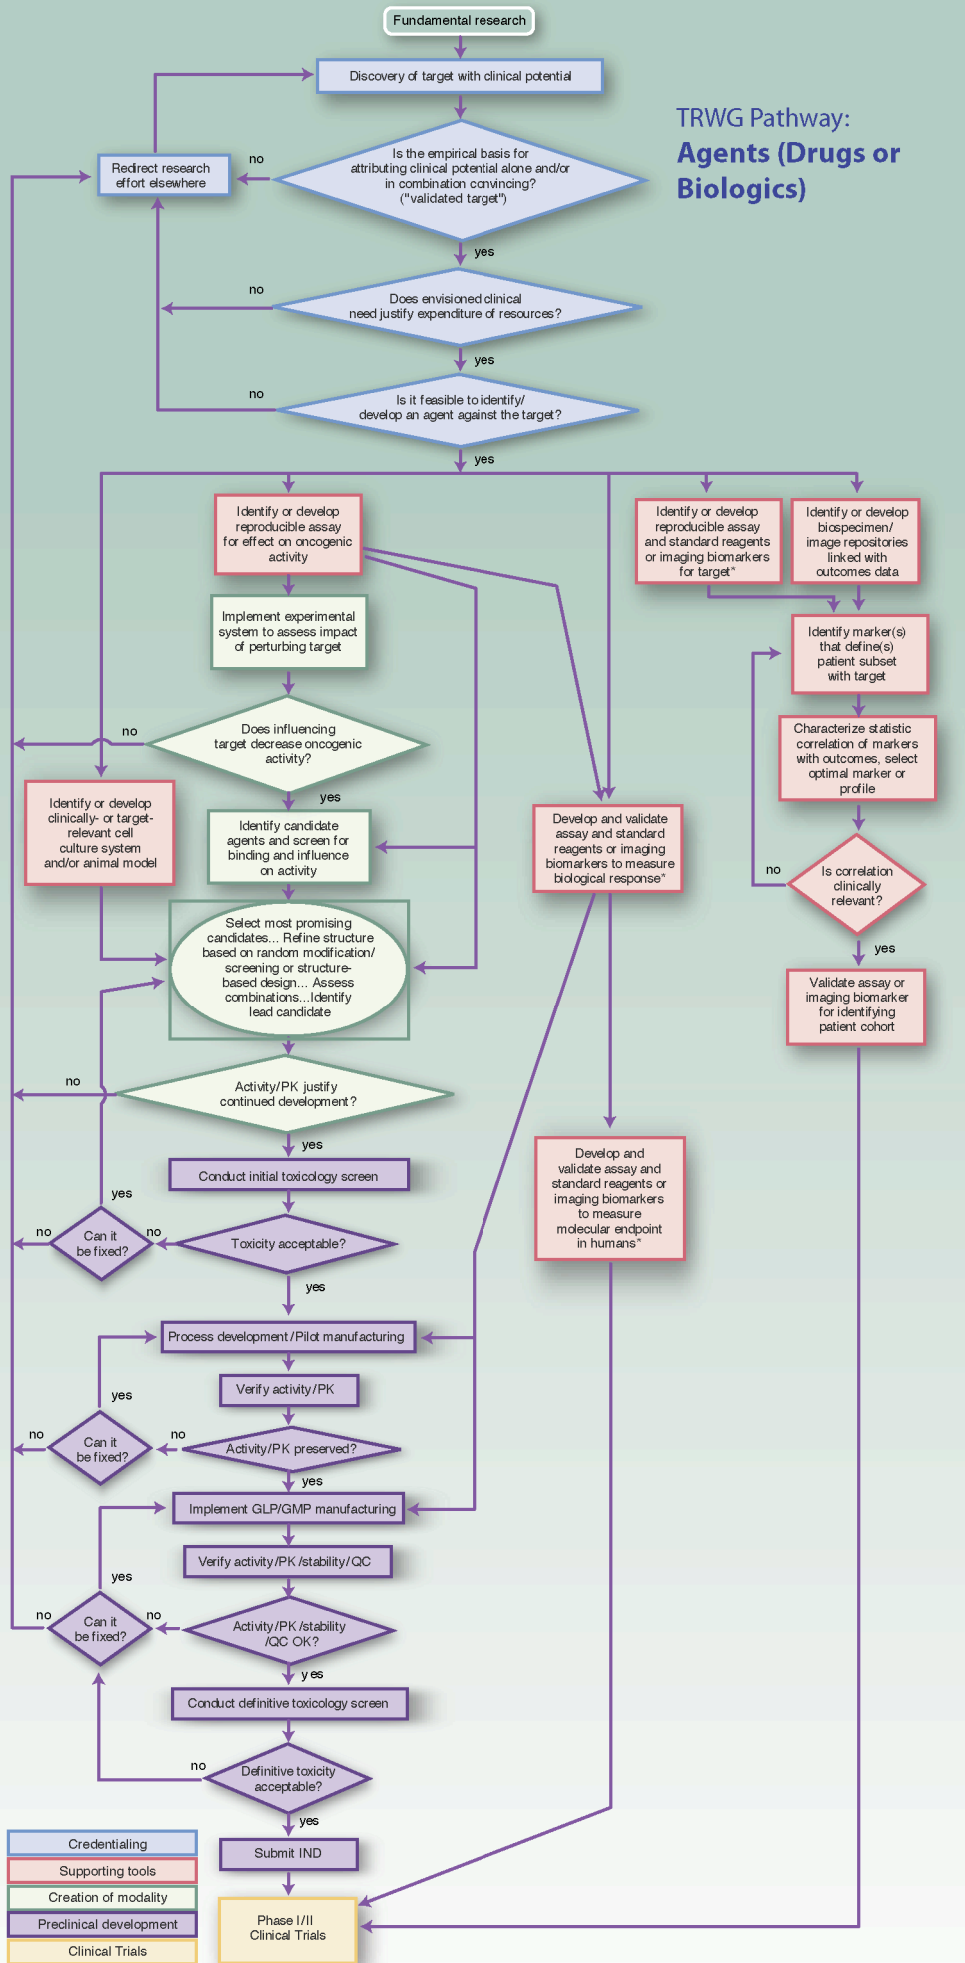 Fundamental research
Discovery of target with clinical potential
TRWG Pathway:
Agents (Drugs or
Biologics)
Is the empirical basis for
attributing clinical potential alone and/or
in combination convincing?
("validated target")
no
Redirect research
effort elsewhere
yes
Does envisioned clinical
need justify expenditure of resources?
no
yes
Is it feasible to identify/
develop an agent against the target?
no
yes
Identify or develop
reproducible assay
for effect on oncogenic
activity
Identify or develop
reproducible assay
and standard reagents
or imaging biomarkers
for target*
Identify or develop
biospecimen/
image repositories
linked with
outcomes data
Implement experimental
system to assess impact
of perturbing target
Identify marker(s)
that define(s)
patient subset
with target
Does influencing
target decrease oncogenic
activity?
no
yes
Characterize statistic
correlation of markers
with outcomes, select
optimal marker or
profile
Identify or develop
clinically- or target-
relevant cell
culture system
and/or animal model
Identify candidate
agents and screen for
binding and influence
on activity
Develop and validate
assay and standard
reagents or imaging
biomarkers to measure
biological response*
Is correlation
clinically
relevant?
no
yes
Select most promising
candidates... Refine structure
based on random modification/
screening or structure-
based design... Assess
combinations...Identify
lead candidate
Validate assay or
imaging biomarker
for identifying
patient cohort
Activity/PK justify
continued development?
no
yes
Conduct initial toxicology screen
Develop and
validate assay and
standard reagents or
imaging biomarkers
to measure
molecular endpoint
in humans*
Toxicity acceptable?
no
Can it
be fixed?
yes
no
yes
Process development/Pilot manufacturing
Verify activity/PK
Activity/PK preserved?
no
Can it
be fixed?
yes
no
yes
Implement GLP/GMP manufacturing
Verify activity/PK/stability/QC
Activity/PK/stability
/QC OK?
no
Can it
be fixed?
yes
no
yes
Conduct definitive toxicology screen
Definitive toxicity
acceptable?
no
yes
Submit IND
Phase I/II
Clinical Trials
Credentialing
Supporting tools
Creation of modality
Preclinical development
Clinical Trials